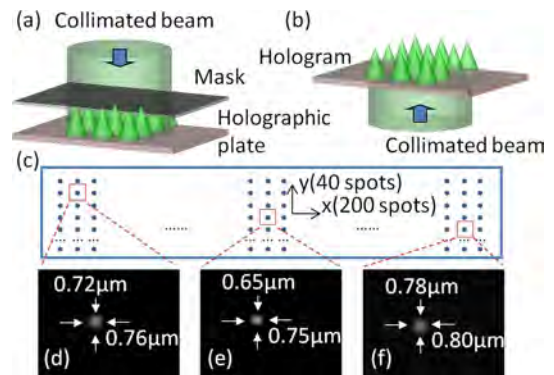 (a)
Collimated beam
Mask
Holographic
plate
(b)
Hologram
Collimated beam
(c)
y(40 spots)
x(200 spots)
...... ......
... ... ... ... ... ... ... ... ...
0.72μm
0.76μm
(d)
0.65μm
0.75μm
(e)
0.78μm
0.80μm
(f)